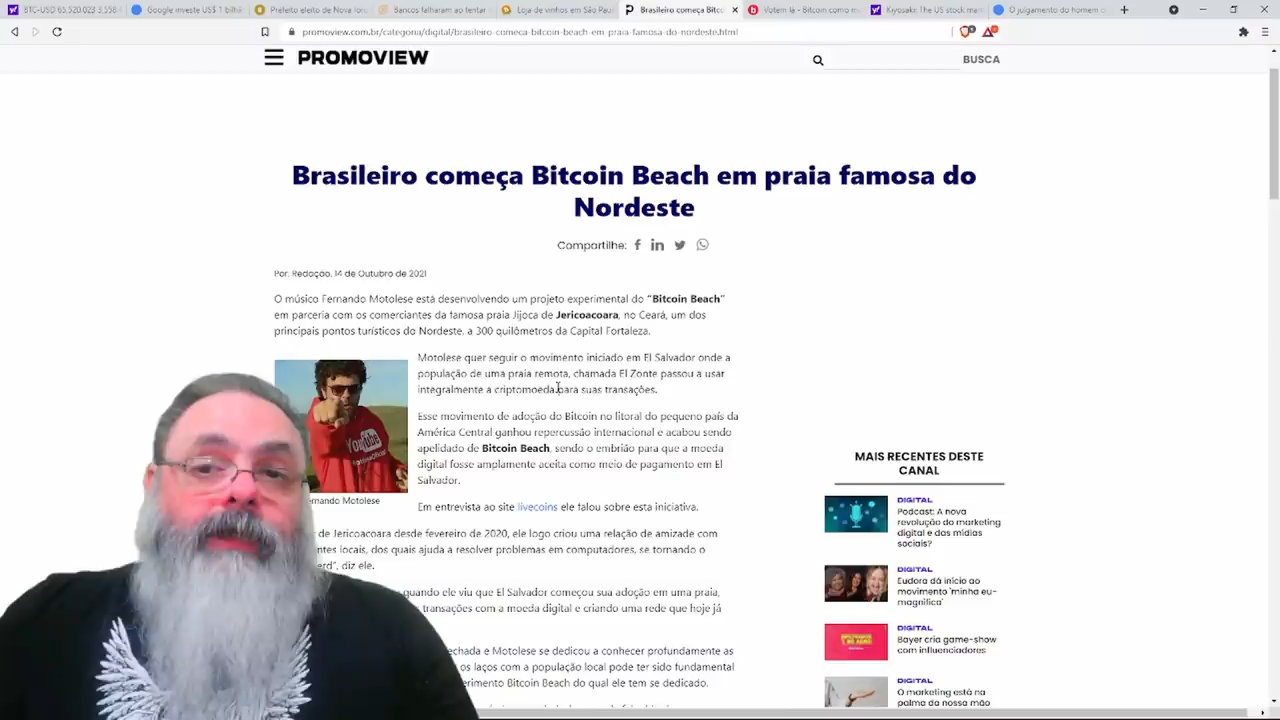 BTC-USD 65.520,023 3.558
Google investe US$ 1 bilhã
Prefeito eleito de Nova
Bancos falharam ao tentar
Loja de vinhos em São Pau
Brasileiro começa Bitcoin
Votem lá - Bitcoin como m
Kiyosaki: The US stock mar
O julgamento do homem c
promoview.com.br/categoria/digital/brasileiro-comeca-bitcoin-beach-em-praia-famosa-do-nordeste.html
PROMOVIEW
BUSCA
Brasileiro começa Bitcoin Beach em praia famosa do
Nordeste
Compartilhe:
Por: Redação, 14 de Outubro de 2021
O músico Fernando Motolese está desenvolvendo um projeto experimental do “Bitcoin Beach”
em parceria com os comerciantes da famosa praia Jijoca de Jericoacoara, no Ceará, um dos
principais pontos turísticos do Nordeste, a 300 quilômetros da Capital Fortaleza.
Motolese quer seguir o movimento iniciado em El Salvador onde a
população de uma praia remota, chamada El Zonte passou a usar
integralmente a criptomoeda para suas transações.
Esse movimento de adoção do Bitcoin no litoral do pequeno país da
América Central ganhou repercussão internacional e acabou sendo
apelidado de Bitcoin Beach, sendo o embrião para que a moeda
digital fosse amplamente aceita como meio de pagamento em El
Salvador.
YouTube
ernando Motolese
Em entrevista ao site livecoins ele falou sobre esta iniciativa.
de Jericoacoara desde fevereiro de 2020, ele logo criou uma relação de amizade com
ntes locais, dos quais ajuda a resolver problemas em computadores, se tornando o
erd”, diz ele.
quando ele viu que El Salvador começou sua adoção em uma praia,
transações com a moeda digital e criando uma rede que hoje já
echada e Motolese se dedicou a conhecer profundamente as
os laços com a população local pode ter sido fundamental
erimento Bitcoin Beach do qual ele tem se dedicado.
MAIS RECENTES DESTE
CANAL
DIGITAL
Podcast: A nova
revolução do marketing
digital e das mídias
sociais?
DIGITAL
Eudora dá início ao
movimento 'minha eu-
magnífica'
DIGITAL
Bayer cria game-show
com influenciadores
DIGITAL
O marketing está na
palma da nossa mão